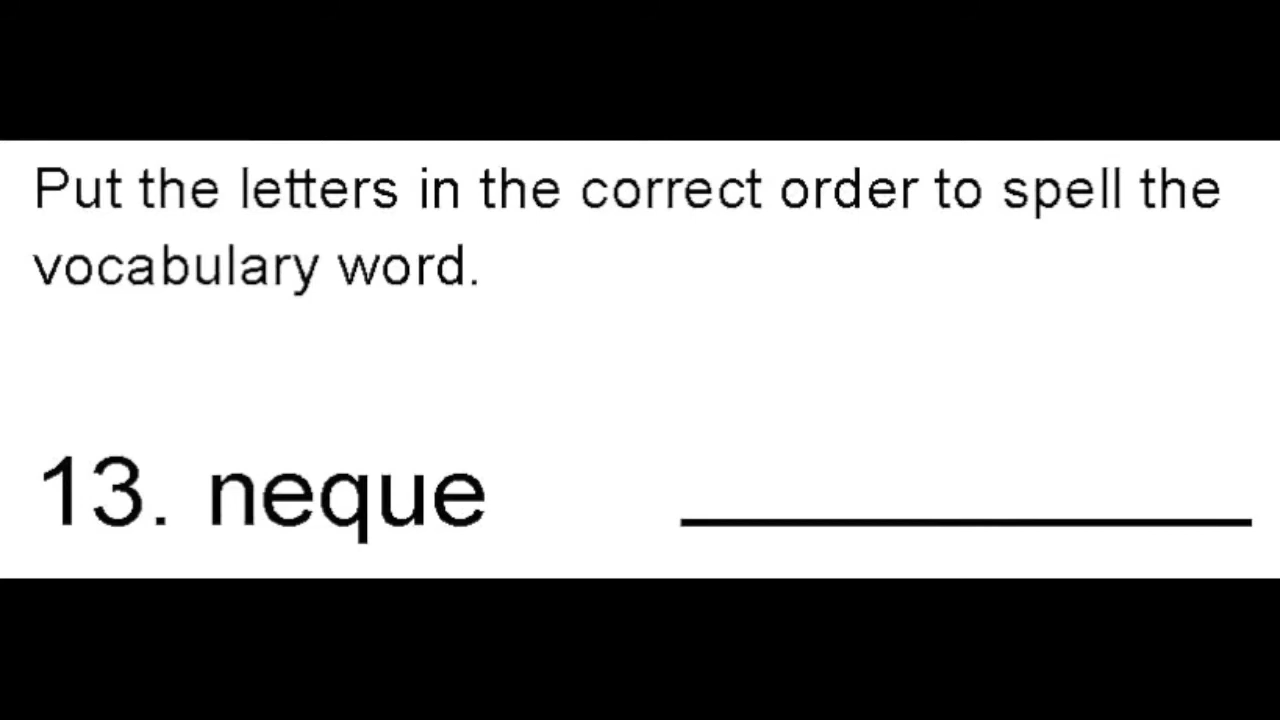 Put the letters in the correct order to spell the
vocabulary word.
13. neque